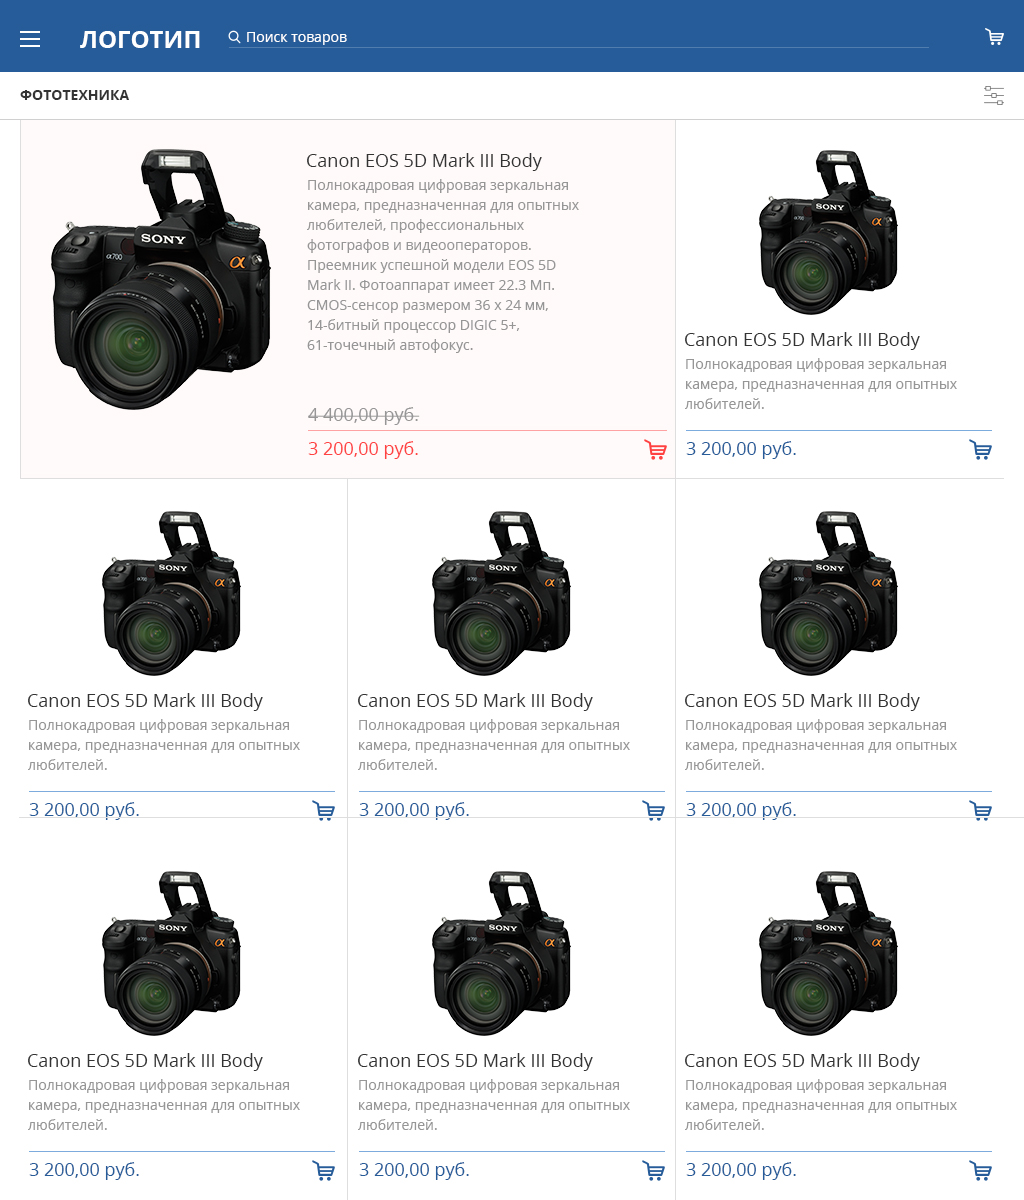 ЛОГОТИП
Поиск товаров
ФОТОТЕХНИКА
SONY
α700
α
Canon EOS 5D Mark III Body
Полнокадровая цифровая зеркальная
камера, предназначенная для опытных
любителей, профессиональных
фотографов и видеооператоров.
Преемник успешной модели EOS 5D
Mark II. Фотоаппарат имеет 22.3 Мп.
CMOS-сенсор размером 36 x 24 мм,
14-битный процессор DIGIC 5+,
61-точечный автофокус.
4 400,00 руб.
3 200,00 руб.
SONY
α700
α
Canon EOS 5D Mark III Body
Полнокадровая цифровая зеркальная
камера, предназначенная для опытных
любителей.
3 200,00 руб.
SONY
α700
α
Canon EOS 5D Mark III Body
Полнокадровая цифровая зеркальная
камера, предназначенная для опытных
любителей.
3 200,00 руб.
SONY
α700
α
Canon EOS 5D Mark III Body
Полнокадровая цифровая зеркальная
камера, предназначенная для опытных
любителей.
3 200,00 руб.
SONY
α700
α
Canon EOS 5D Mark III Body
Полнокадровая цифровая зеркальная
камера, предназначенная для опытных
любителей.
3 200,00 руб.
SONY
α700
α
Canon EOS 5D Mark III Body
Полнокадровая цифровая зеркальная
камера, предназначенная для опытных
любителей.
3 200,00 руб.
SONY
α700
α
Canon EOS 5D Mark III Body
Полнокадровая цифровая зеркальная
камера, предназначенная для опытных
любителей.
3 200,00 руб.
SONY
α700
α
Canon EOS 5D Mark III Body
Полнокадровая цифровая зеркальная
камера, предназначенная для опытных
любителей.
3 200,00 руб.